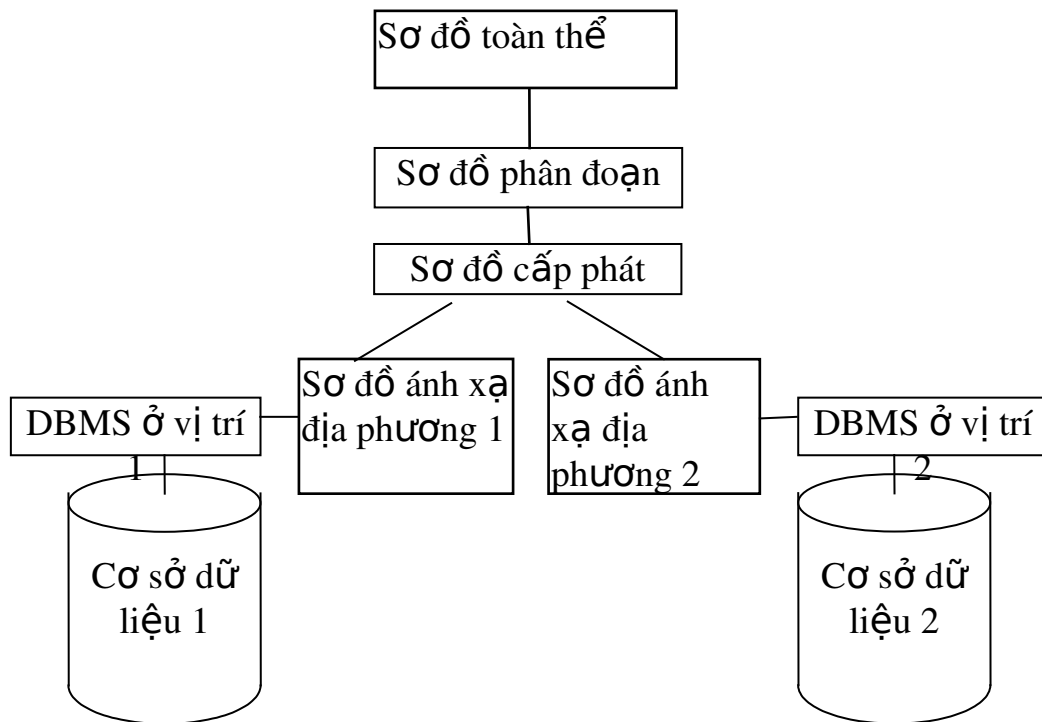 Sơ đồ toàn thể
Sơ đồ phân đoạn
Sơ đồ cấp phát
Sơ đồ ánh xạ
địa phương 1
Sơ đồ ánh
xạ địa
phương 2
DBMS ở vị trí
1
DBMS ở vị trí
2
Cơ sở dữ
liệu 1
Cơ sở dữ
liệu 2